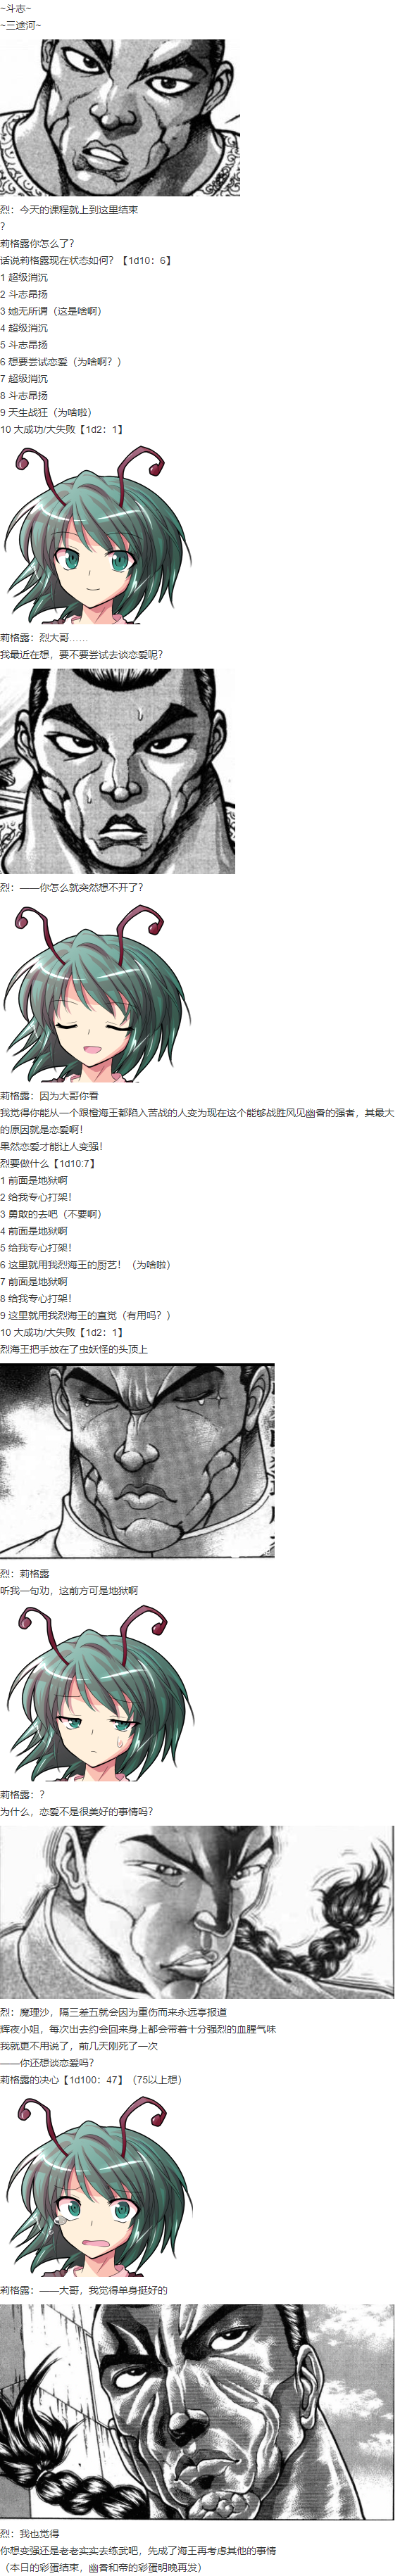 ~斗志~
~三途河~
烈：今天的课程就上到这里结束
？
莉格露你怎么了？
话说莉格露现在状态如何？【1d10：6】
1 超级消沉
2 斗志昂扬
3 她无所谓（这是啥啊）
4 超级消沉
5 斗志昂扬
6 想要尝试恋爱（为啥啊？）
7 超级消沉
8 斗志昂扬
9 天生战狂（为啥啦）
10 大成功/大失败【1d2：1】
莉格露：烈大哥……
我最近在想，要不要尝试去谈恋爱呢？
烈：——你怎么就突然想不开了？
莉格露：因为大哥你看
我觉得你能从一个跟橙海王都陷入苦战的人变为现在这个能够战胜风见幽香的强者，其最大
的原因就是恋爱啊！
果然恋爱才能让人变强！
烈要做什么【1d10:7】
1 前面是地狱啊
2 给我专心打架！
3 勇敢的去吧（不要啊）
4 前面是地狱啊
5 给我专心打架！
6 这里就用我烈海王的厨艺！（为啥啦）
7 前面是地狱啊
8 给我专心打架！
9 这里就用我烈海王的直觉（有用吗？）
10 大成功/大失败【1d2：1】
烈海王把手放在了虫妖怪的头顶上
烈：莉格露
听我一句劝，这前方可是地狱啊
莉格露：？
为什么，恋爱不是很美好的事情吗？
烈：魔理沙，隔三差五就会因为重伤而来永远亭报道
辉夜小姐，每次出去约会回来身上都会带着十分强烈的血腥气味
我就更不用说了，前几天刚死了一次
——你还想谈恋爱吗？
莉格露的决心【1d100：47】（75以上想）
莉格露：——大哥，我觉得单身挺好的
烈：我也觉得
你想变强还是老老实实去练武吧，先成了海王再考虑其他的事情
（本日的彩蛋结束，幽香和帝的彩蛋明晚再发）